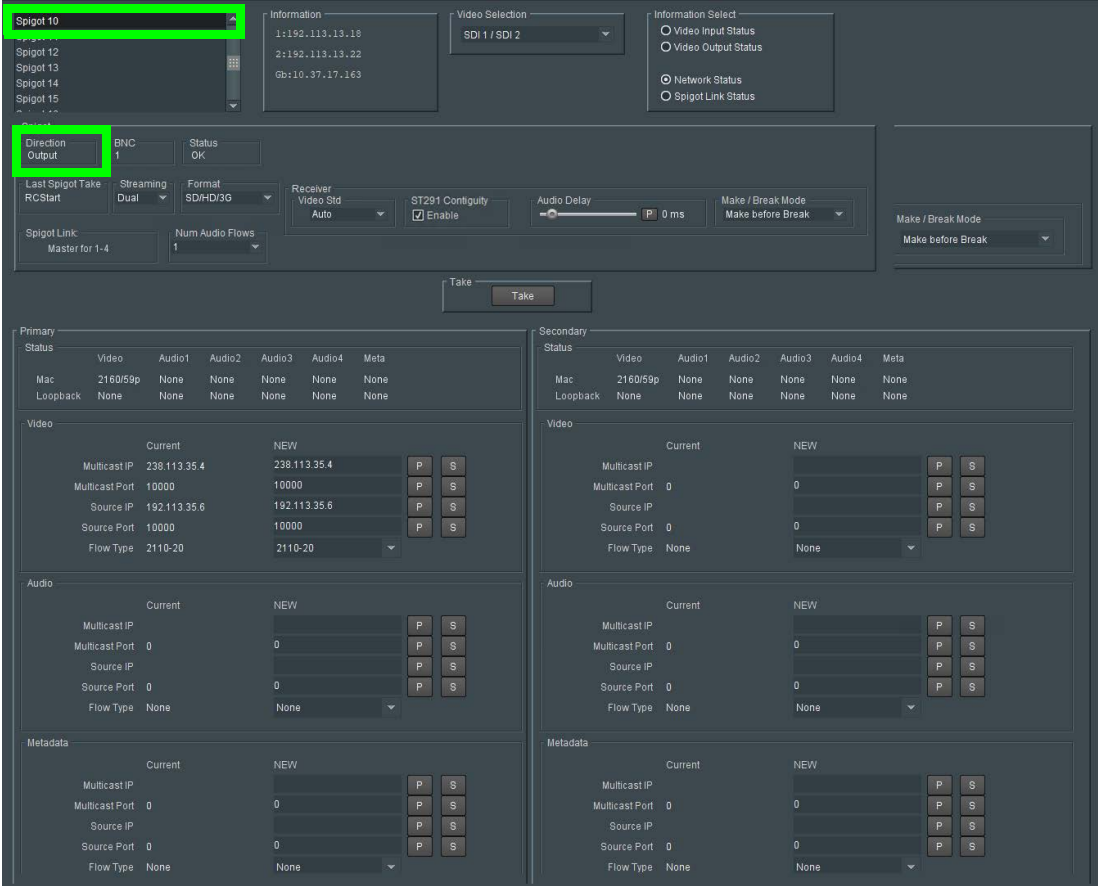 Spigot 10
Spigot 12
Spigot 13
Spigot 14
Spigot 15
Information
1:192.113.13.18
2:192.113.13.22
Gb:10.37.17.163
Video Selection
SDI 1 / SDI 2
Information Select
Video Input Status
Video Output Status
Network Status
Spigot Link Status
Direction
Output
BNC
1
Status
OK
Last Spigot Take
RCStart
Streaming
Dual
Format
SD/HD/3G
Receiver
Video Std
Auto
ST291 Contiguity
Enable
Audio Delay
P 0 ms
Make / Break Mode
Make before Break
Spigot Link:
Master for 1-4
Num Audio Flows
1
Make / Break Mode
Make before Break
Take
Take
Primary
Status
Video Audio1 Audio2 Audio3 Audio4 Meta
Mac 2160/59p None None None None None
Loopback None None None None None None
Video
Current NEW
Multicast IP 238.113.35.4 238.113.35.4 P S
Multicast Port 10000 10000 P S
Source IP 192.113.35.6 192.113.35.6 P S
Source Port 10000 10000 P S
Flow Type 2110-20 2110-20
Audio
Current NEW
Multicast IP P S
Multicast Port 0 0 P S
Source IP P S
Source Port 0 0 P S
Flow Type None None
Metadata
Current NEW
Multicast IP P S
Multicast Port 0 0 P S
Source IP P S
Source Port 0 0 P S
Flow Type None None
Secondary
Status
Video Audio1 Audio2 Audio3 Audio4 Meta
Mac 2160/59p None None None None None
Loopback None None None None None None
Video
Current NEW
Multicast IP P S
Multicast Port 0 0 P S
Source IP P S
Source Port 0 0 P S
Flow Type None None
Audio
Current NEW
Multicast IP P S
Multicast Port 0 0 P S
Source IP P S
Source Port 0 0 P S
Flow Type None None
Metadata
Current NEW
Multicast IP P S
Multicast Port 0 0 P S
Source IP P S
Source Port 0 0 P S
Flow Type None None